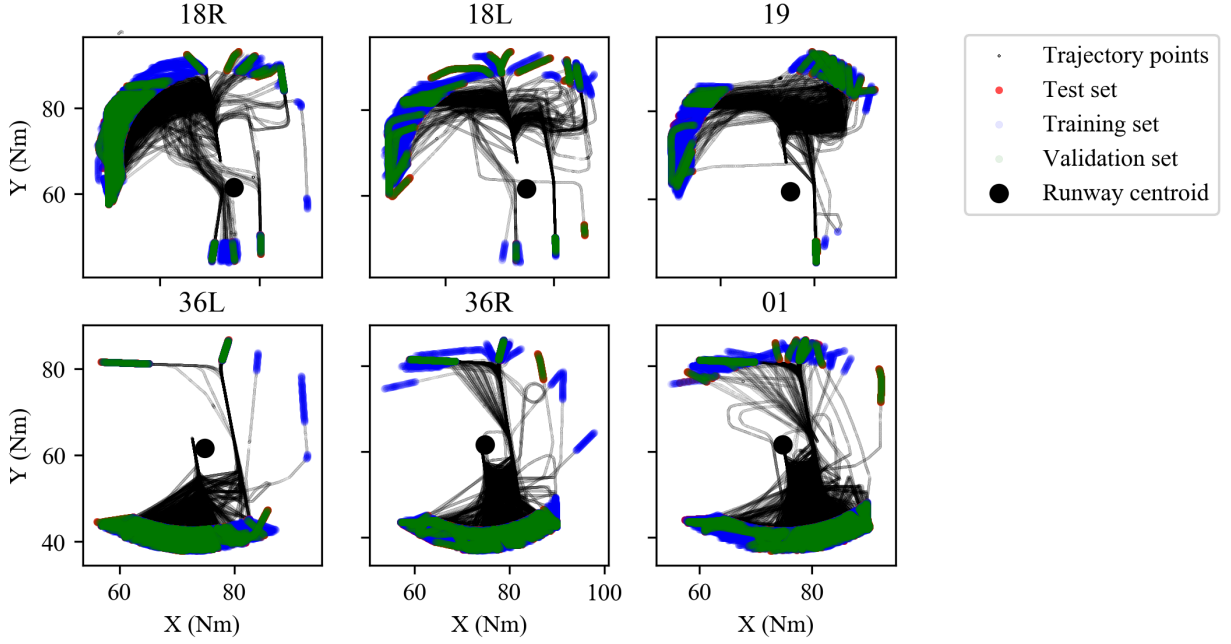 18R
18L
19
Y (Nm)
80
60
36L
36R
01
Y (Nm)
80
60
40
60
80
60
80
100
60
80
X (Nm)
X (Nm)
X (Nm)
Trajectory points
Test set
Training set
Validation set
Runway centroid